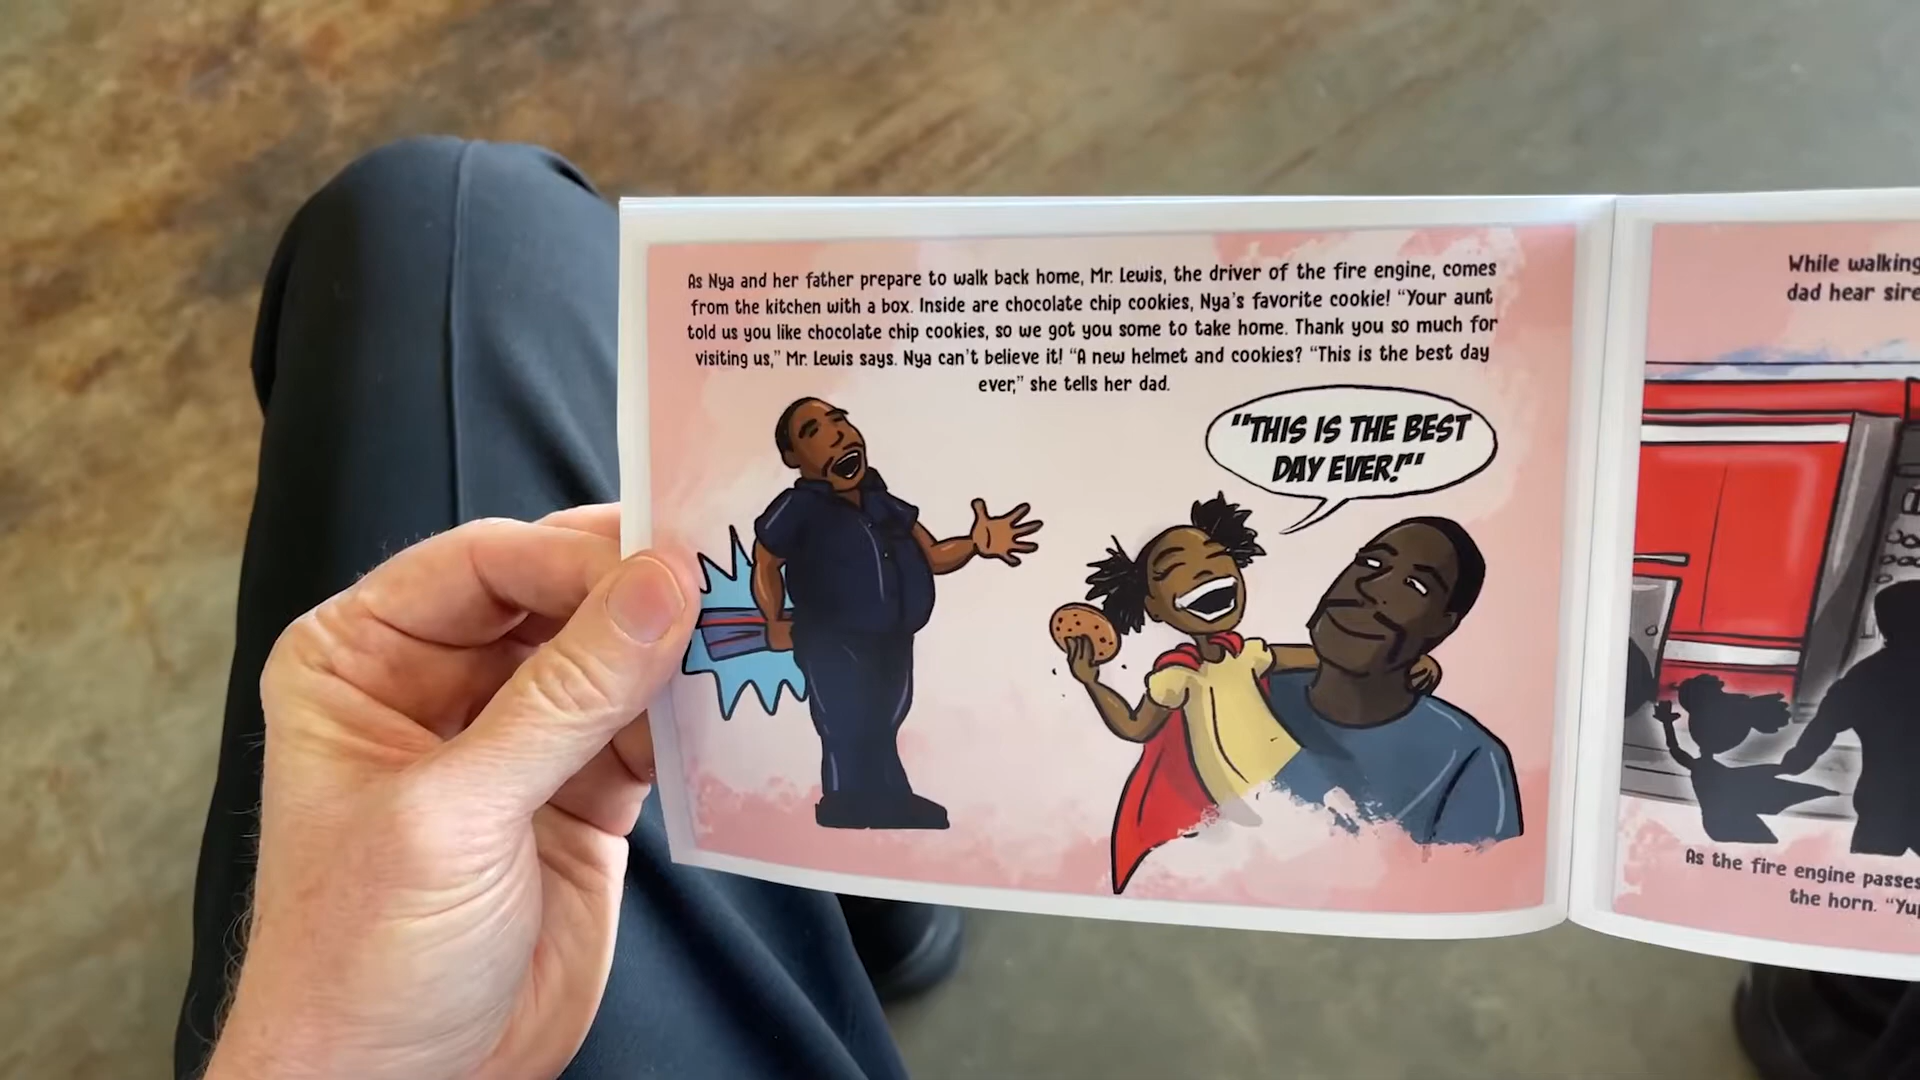 As Nya and her father prepare to walk back home, Mr. Lewis, the driver of the fire engine, comes
from the kitchen with a box. Inside are chocolate chip cookies, Nya's favorite cookie! "Your aunt
told us you like chocolate chip cookies, so we got you some to take home. Thank you so much for
visiting us," Mr. Lewis says. Nya can't believe it! "A new helmet and cookies? "This is the best day
ever," she tells her dad.
"THIS IS THE BEST
DAY EVER!"
While walking
dad hear
As the fire engine passes
the horn.